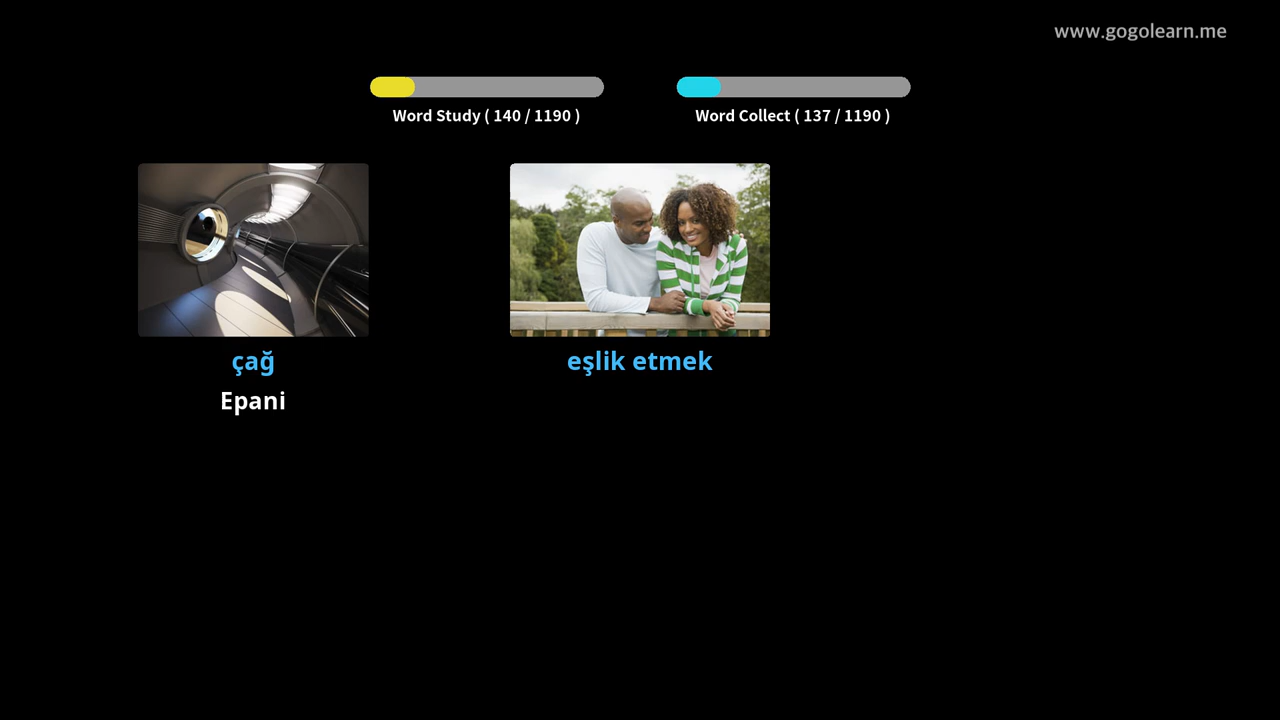 www.gogolearn.me
Word Study ( 140 / 1190 )
Word Collect ( 137 / 1190 )
çağ
Epani
eşlik etmek